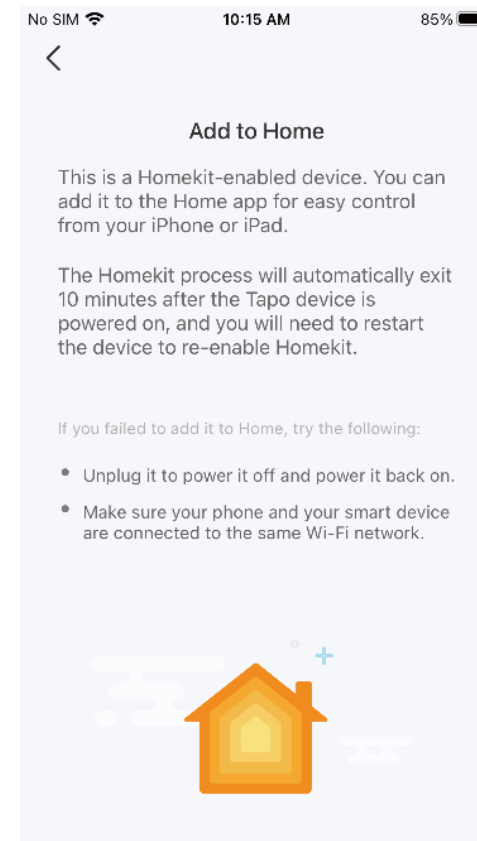 No SIM 10:15 AM 85%
Add to Home
This is a Homekit-enabled device. You can
add it to the Home app for easy control
from your iPhone or iPad.
The Homekit process will automatically exit
10 minutes after the Tapo device is
powered on, and you will need to restart
the device to re-enable Homekit.
If you failed to add it to Home, try the following:
• Unplug it to power it off and power it back on.
• Make sure your phone and your smart device
are connected to the same Wi-Fi network.